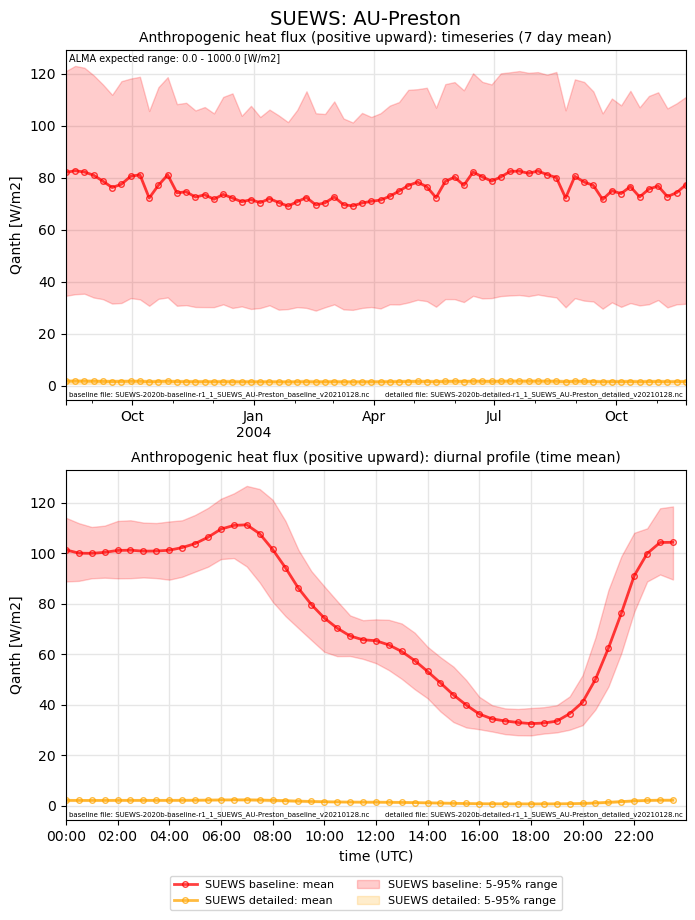 SUEWS: AU-Preston
Anthropogenic heat flux (positive upward): timeseries (7 day mean)
ALMA expected range: 0.0 - 1000.0 [W/m2]
120
100
80
60
40
20
0
Qanth [W/m2]
baseline file: SUEWS-2020b-baseline-r1_1_SUEWS_AU-Preston_baseline_v20210128.nc detailed file: SUEWS-2020b-detailed-r1_1_SUEWS_AU-Preston_detailed_v20210128.nc
Oct Jan Apr Jul Oct
2004
Anthropogenic heat flux (positive upward): diurnal profile (time mean)
120
100
80
60
40
20
0
Qanth [W/m2]
baseline file: SUEWS-2020b-baseline-r1_1_SUEWS_AU-Preston_baseline_v20210128.nc detailed file: SUEWS-2020b-detailed-r1_1_SUEWS_AU-Preston_detailed_v20210128.nc
00:00 02:00 04:00 06:00 08:00 10:00 12:00 14:00 16:00 18:00 20:00 22:00
time (UTC)
SUEWS baseline: mean SUEWS baseline: 5-95% range
SUEWS detailed: mean SUEWS detailed: 5-95% range